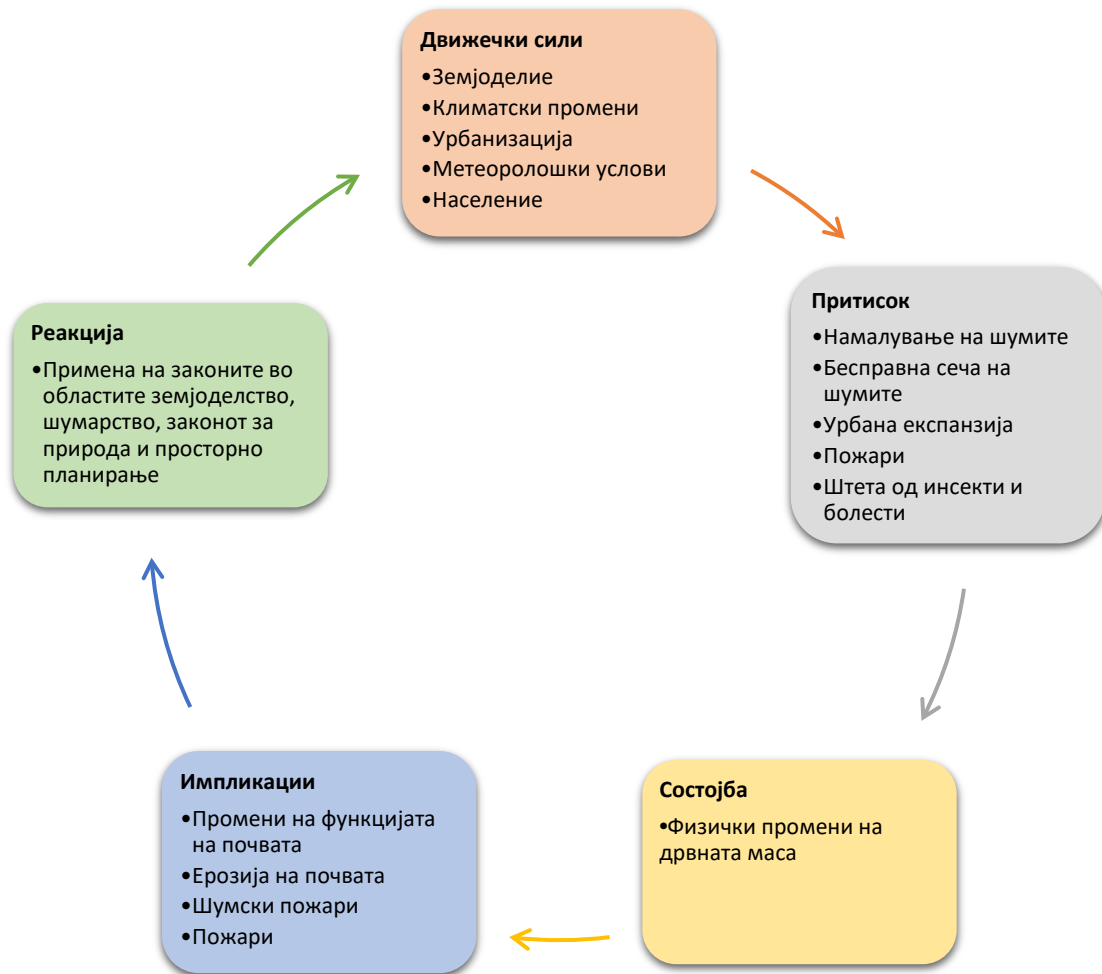 Движечки сили
•Земјоделие
•Климатски промени
•Урбанизација
•Метеоролошки услови
•Население
Притисок
•Намалување на шумите
•Бесправна сеча на
шумите
•Урбана експанзија
•Пожари
•Штета од инсекти и
болести
Состојба
•Физички промени на
дрвната маса
Импликации
•Промени на функцијата
на почвата
•Ерозија на почвата
•Шумски пожари
•Пожари
Реакција
•Примена на законите во
областите земјоделство,
шумарство, законот за
природа и просторно
планирање